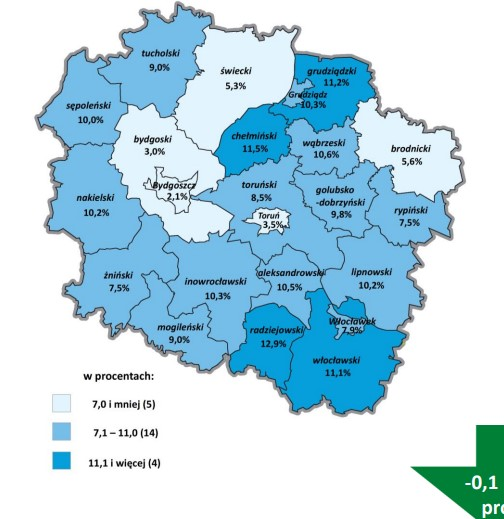 tucholski
9,0%
świecki
5,3%
grudziądzki
11,2%
Grudziądz
10,3%
sępoleński
10,0%
chełmiński
11,5%
bydgoski
3,0%
wąbrzeski
10,6%
brodnicki
5,6%
Bydgoszcz
2,1%
toruński
8,5%
golubsko
-dobrzyński
9,8%
nakielski
10,2%
rypiński
7,5%
Toruń
3,5%
żniński
7,5%
inowrocławski
10,3%
aleksandrowski
10,5%
lipnowski
10,2%
mogileński
9,0%
radziejowski
12,9%
Włocławek
7,9%
włocławski
11,1%
w procentach:
7,0 i mniej (5)
7,1 – 11,0 (14)
11,1 i więcej (4)
-0,1
pro